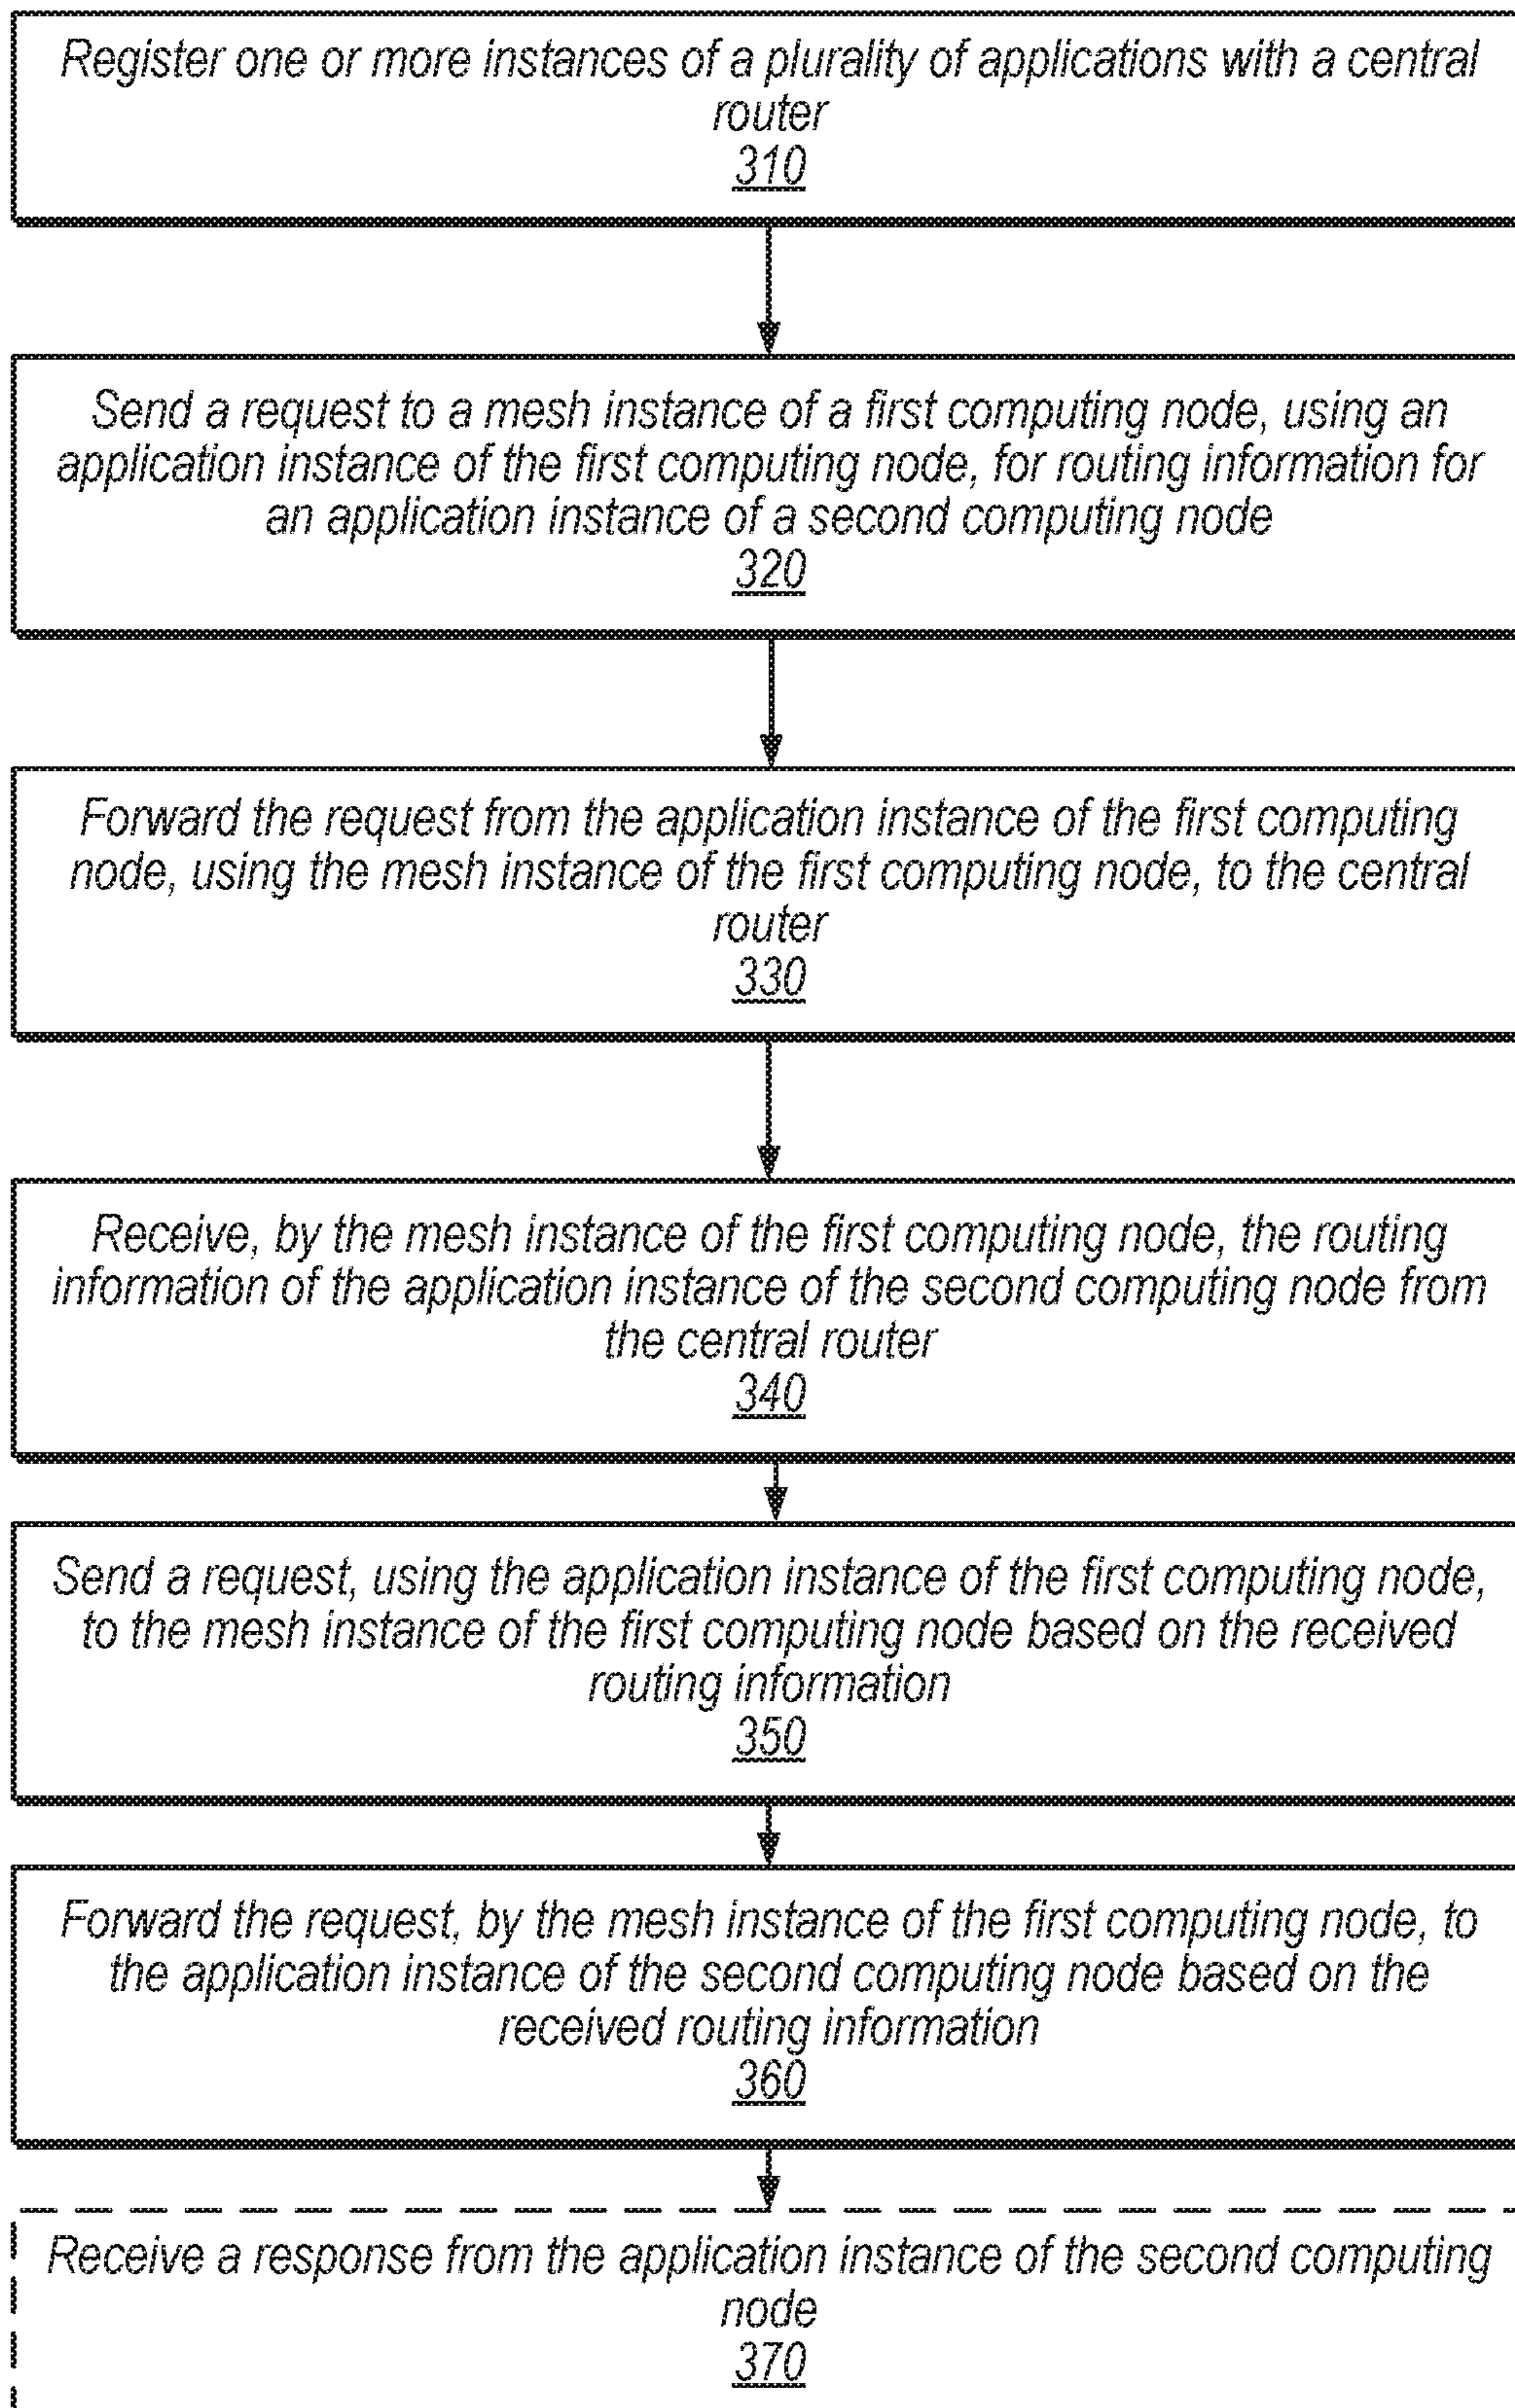 Register one or more instances of a plurality of applications with a central
router
310
Send a request to a mesh instance of a first computing node, using an
application instance of the first computing node, for routing information for
an application instance of a second computing node
320
Forward the request from the application instance of the first computing
node, using the mesh instance of the first computing node, to the central
router
330
Receive, by the mesh instance of the first computing node, the routing
information of the application instance of the second computing node from
the central router
340
Send a request, using the application instance of the first computing node,
to the mesh instance of the first computing node based on the received
routing information
350
Forward the request, by the mesh instance of the first computing node, to
the application instance of the second computing node based on the
received routing information
360
Receive a response from the application instance of the second computing
node
370